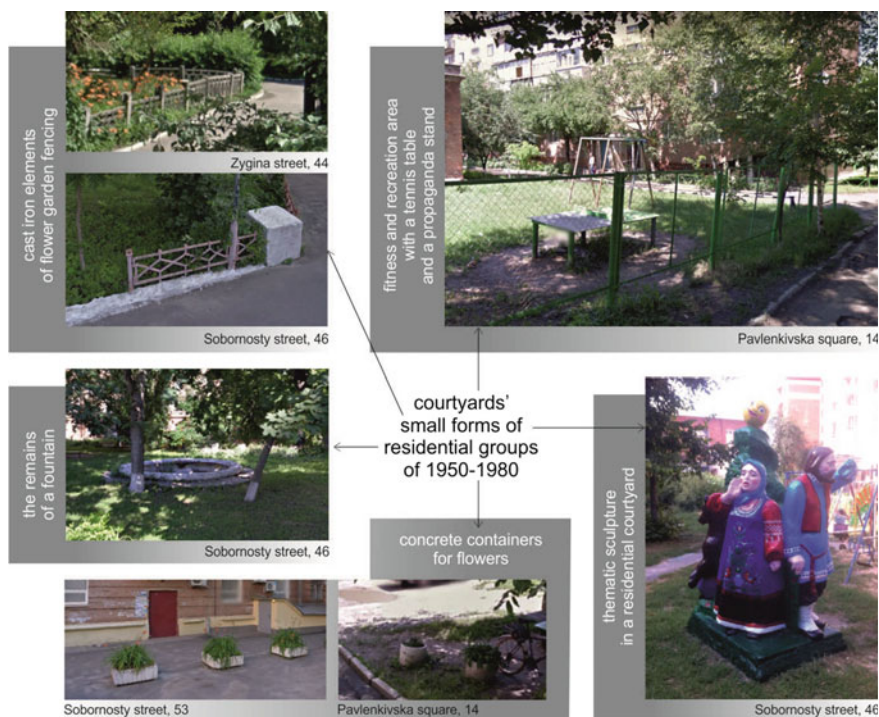 cast iron elements
of flower garden fencing
Zygina street, 44
Sobornosty street, 46
fitness and recreation area
with a tennis table
and a propaganda stand
Pavlenkivska square, 14
courtyards'
small forms of
residential groups
of 1950-1980
the remains
of a fountain
Sobornosty street, 46
concrete containers
for flowers
Sobornosty street, 53
Pavlenkivska square, 14
thematic sculpture
in a residential courtyard
Sobornosty street, 46